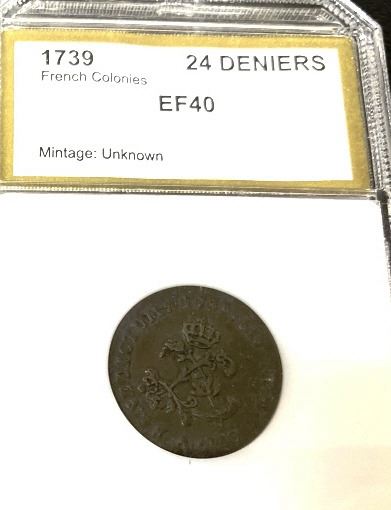 1739 24 DENIERS
French Colonies
EF40
Mintage: Unknown